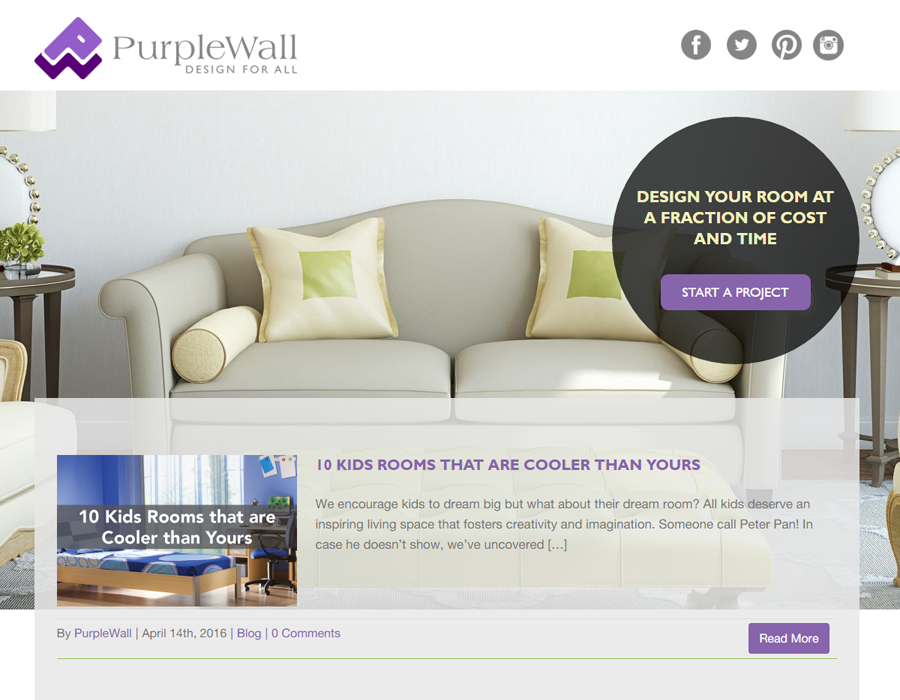 PurpleWall
DESIGN FOR ALL
DESIGN YOUR ROOM AT
A FRACTION OF COST
AND TIME
START A PROJECT
10 Kids Rooms that are
Cooler than Yours
10 KIDS ROOMS THAT ARE COOLER THAN YOURS
We encourage kids to dream big but what about their dream room? All kids deserve an
inspiring living space that fosters creativity and imagination. Someone call Peter Pan! In
case he doesn’t show, we’ve uncovered […]
By PurpleWall | April 14th, 2016 | Blog | 0 Comments
Read More